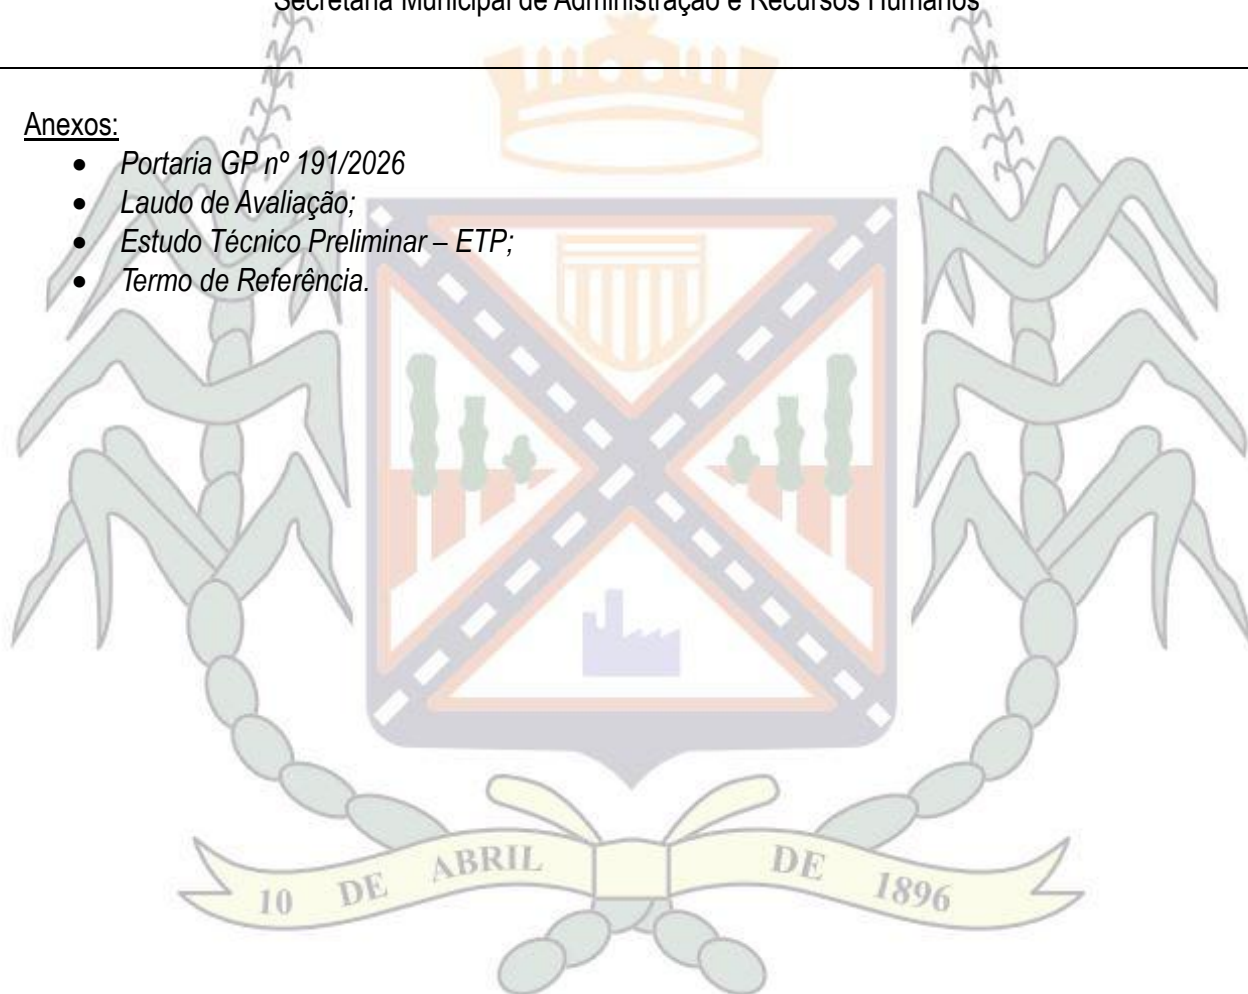 Secretaria Municipal de Administração e Recursos Humanos
Anexos:
• Portaria GP nº 191/2026
• Laudo de Avaliação;
• Estudo Técnico Preliminar – ETP;
• Termo de Referência.
10 DE ABRIL DE 1896